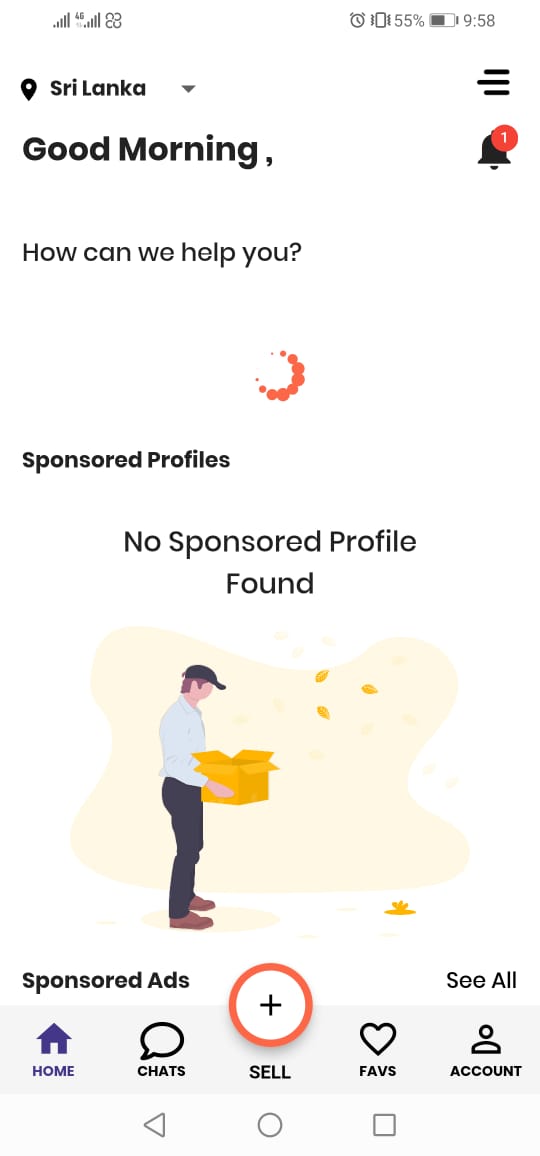 4G 55% 9:58
Sri Lanka
Good Morning ,
1
How can we help you?
Sponsored Profiles
No Sponsored Profile
Found
Sponsored Ads
See All
HOME
CHATS
SELL
FAVS
ACCOUNT